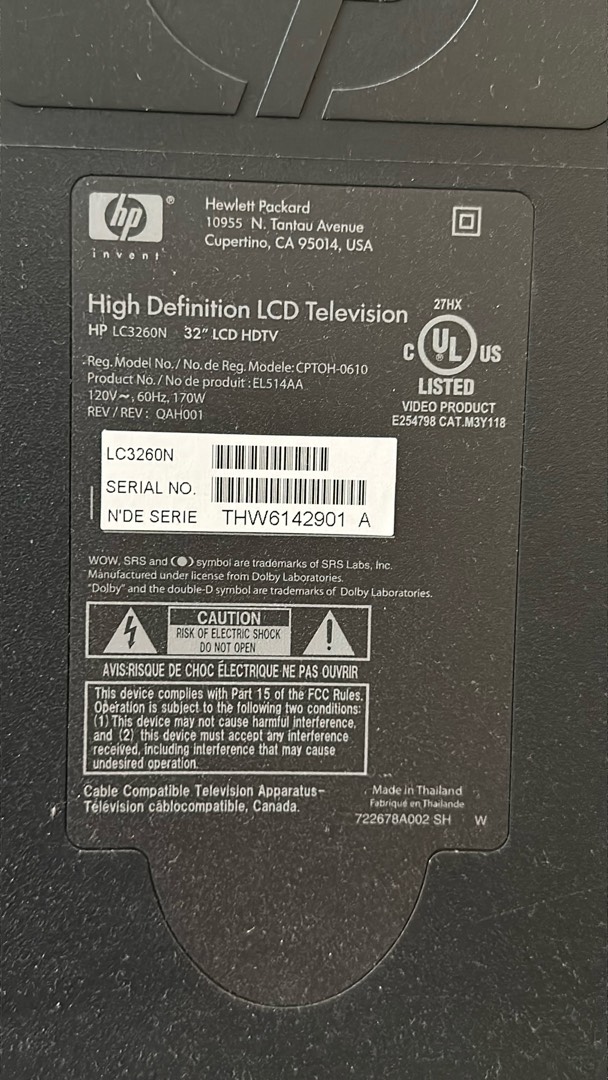 hp ®
invent
Hewlett Packard
10955 N. Tantau Avenue
Cupertino, CA 95014, USA
High Definition LCD Television
HP LC3260N 32" LCD HDTV
Reg. Model No./ No. de Reg. Modele: CPTOH-0610
Product No. / No de produit : EL514AA
120V~, 60Hz, 170W
REV / REV : QAH001
27HX
C UL ® US
LISTED
VIDEO PRODUCT
E254798 CAT.M3Y118
LC3260N
SERIAL NO.
N'DE SERIE THW6142901 A
WOW, SRS and (●) symbol are trademarks of SRS Labs, Inc.
Manufactured under license from Dolby Laboratories.
"Dolby" and the double-D symbol are trademarks of Dolby Laboratories.
CAUTION
RISK OF ELECTRIC SHOCK
DO NOT OPEN
AVIS:RISQUE DE CHOC ÉLECTRIQUE NE PAS OUVRIR
This device complies with Part 15 of the FCC Rules.
Operation is subject to the following two conditions:
(1) This device may not cause harmful interference,
and (2) this device must accept any interference
received, including interference that may cause
undesired operation.
Cable Compatible Television Apparatus-
Télévision câblocompatible, Canada.
Made in Thailand
Fabriqué en Thaïlande
722678A002 SH W